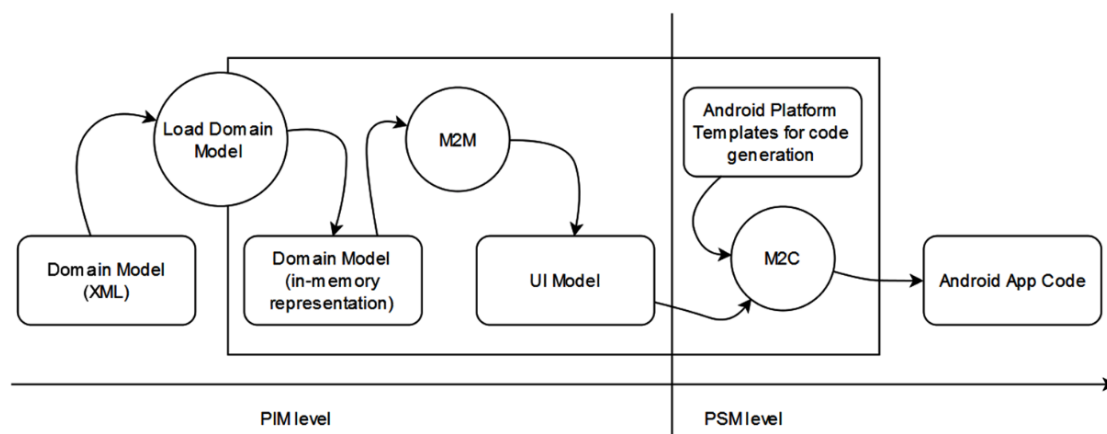 Load Domain
Model
M2M
Android Platform
Templates for code
generation
Domain Model
(XML)
Domain Model
(in-memory
representation)
UI Model
M2C
Android App Code
PIM level
PSM level